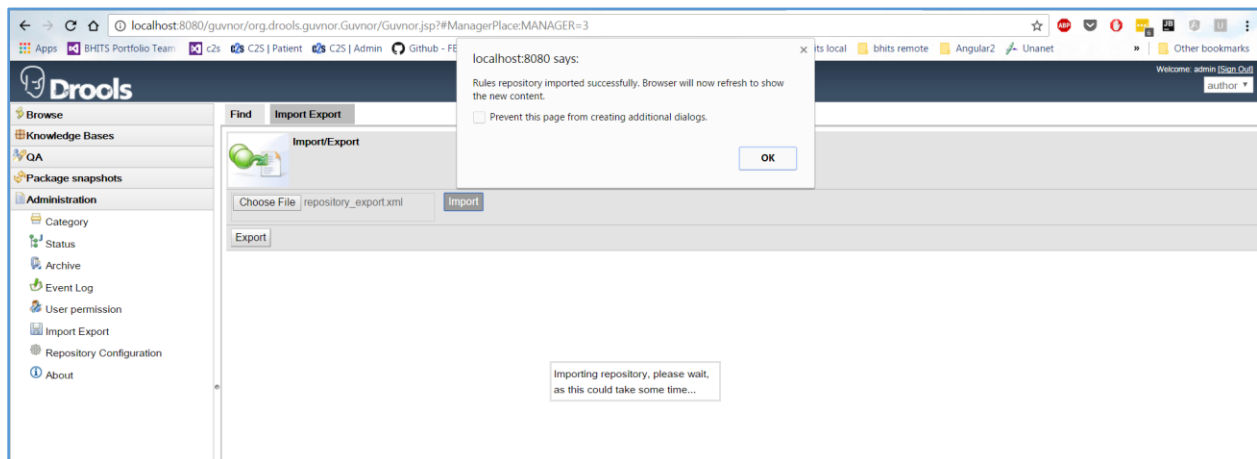 localhost:8080/guvnor/org.drools.guvnor.Guvnor/Guvnor.jsp?#ManagerPlace:MANAGER=3
Apps BHITS Portfolio Team c2s C2S | Patient C2S | Admin Github - FE its local bhits remote Angular2 Unanet » Other bookmarks
localhost:8080 says:
Rules repository imported successfully. Browser will now refresh to show
the new content.
Prevent this page from creating additional dialogs.
OK
Welcome: admin [Sign Out]
author
Drools
Browse
Knowledge Bases
QA
Package snapshots
Administration
Category
Status
Archive
Event Log
User permission
Import Export
Repository Configuration
About
Find Import Export
Import/Export
Choose File repository_export.xml Import
Export
Importing repository, please wait,
as this could take some time...